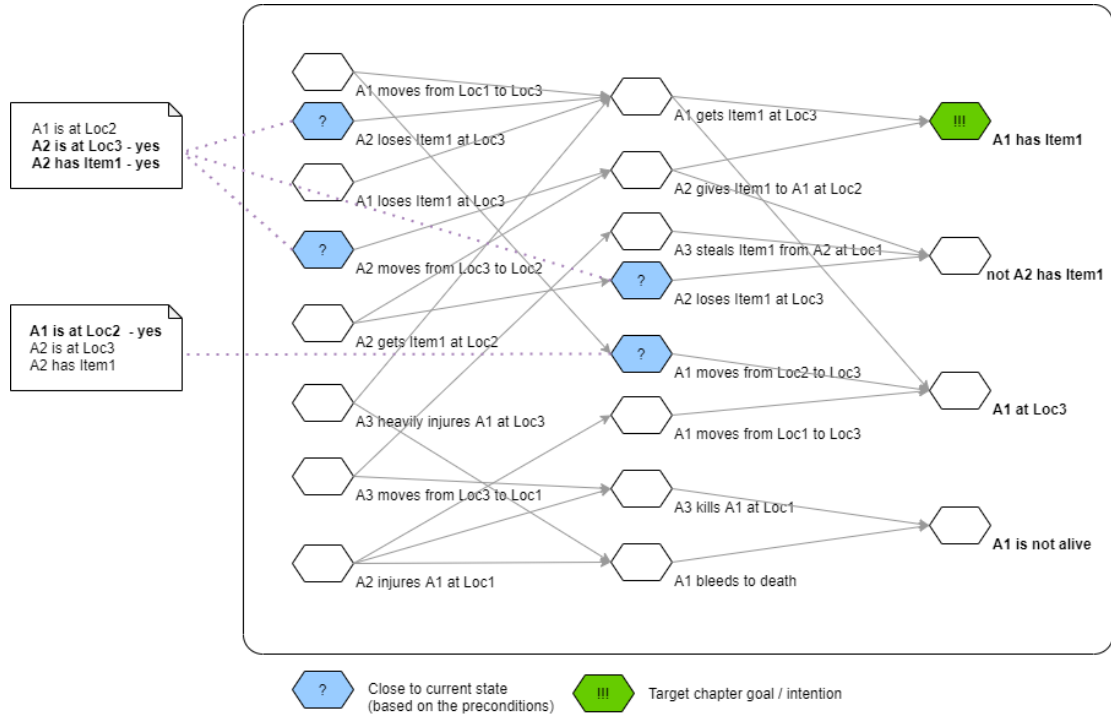 A1 is at Loc2
A2 is at Loc3 - yes
A2 has Item1 - yes
A1 is at Loc2  - yes
A2 is at Loc3
A2 has Item1
A1 moves from Loc1 to Loc3
?
A2 loses Item1 at Loc3
A1 loses Item1 at Loc3
?
A2 moves from Loc3 to Loc2
A2 gets Item1 at Loc2
A3 heavily injures A1 at Loc3
A3 moves from Loc3 to Loc1
A2 injures A1 at Loc1
A1 gets Item1 at Loc3
A2 gives Item1 to A1 at Loc2
A3 steals Item1 from A2 at Loc1
?
A2 loses Item1 at Loc3
?
A1 moves from Loc2 to Loc3
A1 moves from Loc1 to Loc3
A3 kills A1 at Loc1
A1 bleeds to death
!!!
A1 has Item1
not A2 has Item1
A1 at Loc3
A1 is not alive
?
Close to current state
(based on the preconditions)
!!!
Target chapter goal / intention